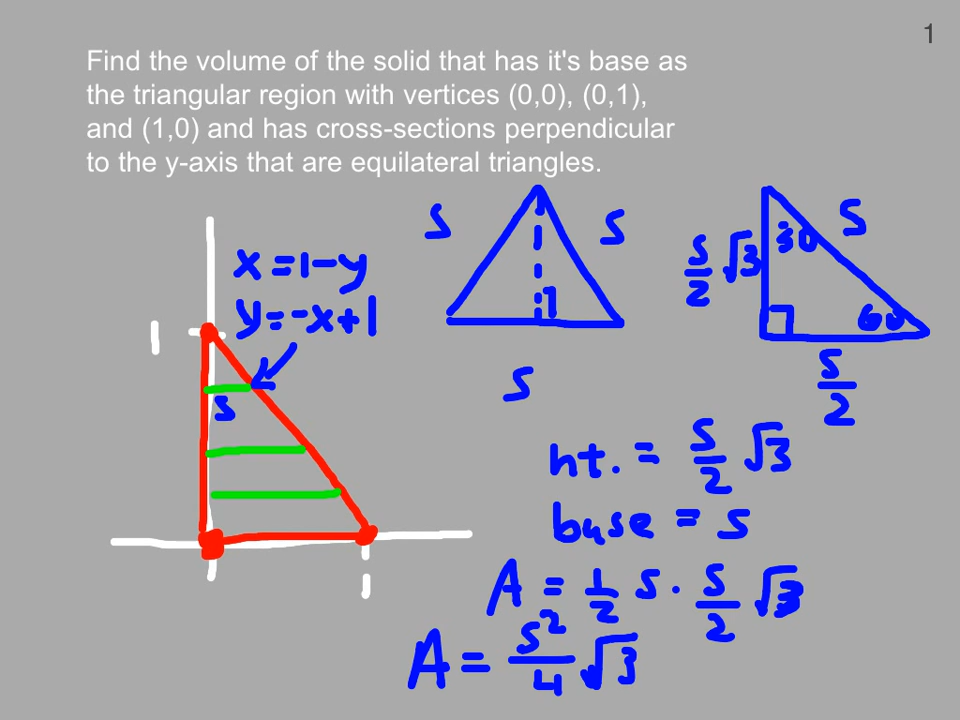 1
Find the volume of the solid that has it's base as
the triangular region with vertices (0,0), (0,1),
and (1,0) and has cross-sections perpendicular
to the y-axis that are equilateral triangles.
x = 1-y
y = -x+1
1
s
1
s
s
s
s/2 √3
30
s
60
s/2
ht. = s/2 √3
base = s
A = 1/2 s · s/2 √3
A = s²/4 √3